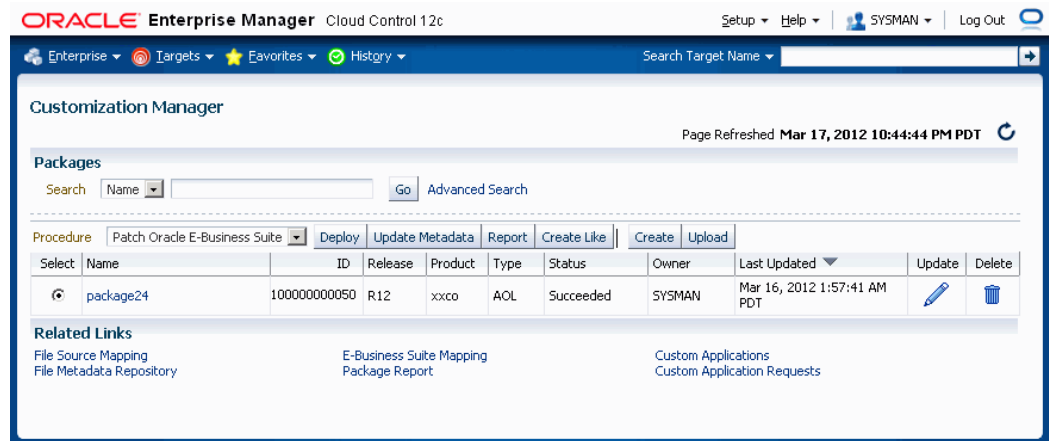 ORACLE Enterprise Manager Cloud Control 12c Setup Help SYSMAN Log Out
Enterprise Targets Favorites History Search Target Name
Customization Manager
Page Refreshed Mar 17, 2012 10:44:44 PM PDT
Packages
Search Name Go Advanced Search
Procedure Patch Oracle E-Business Suite Deploy Update Metadata Report Create Like Create Upload
Select Name ID Release Product Type Status Owner Last Updated Update Delete
package24 100000000050 R12 xxco AOL Succeeded SYSMAN Mar 16, 2012 1:57:41 AM
PDT
Related Links
File Source Mapping E-Business Suite Mapping Custom Applications
File Metadata Repository Package Report Custom Application Requests